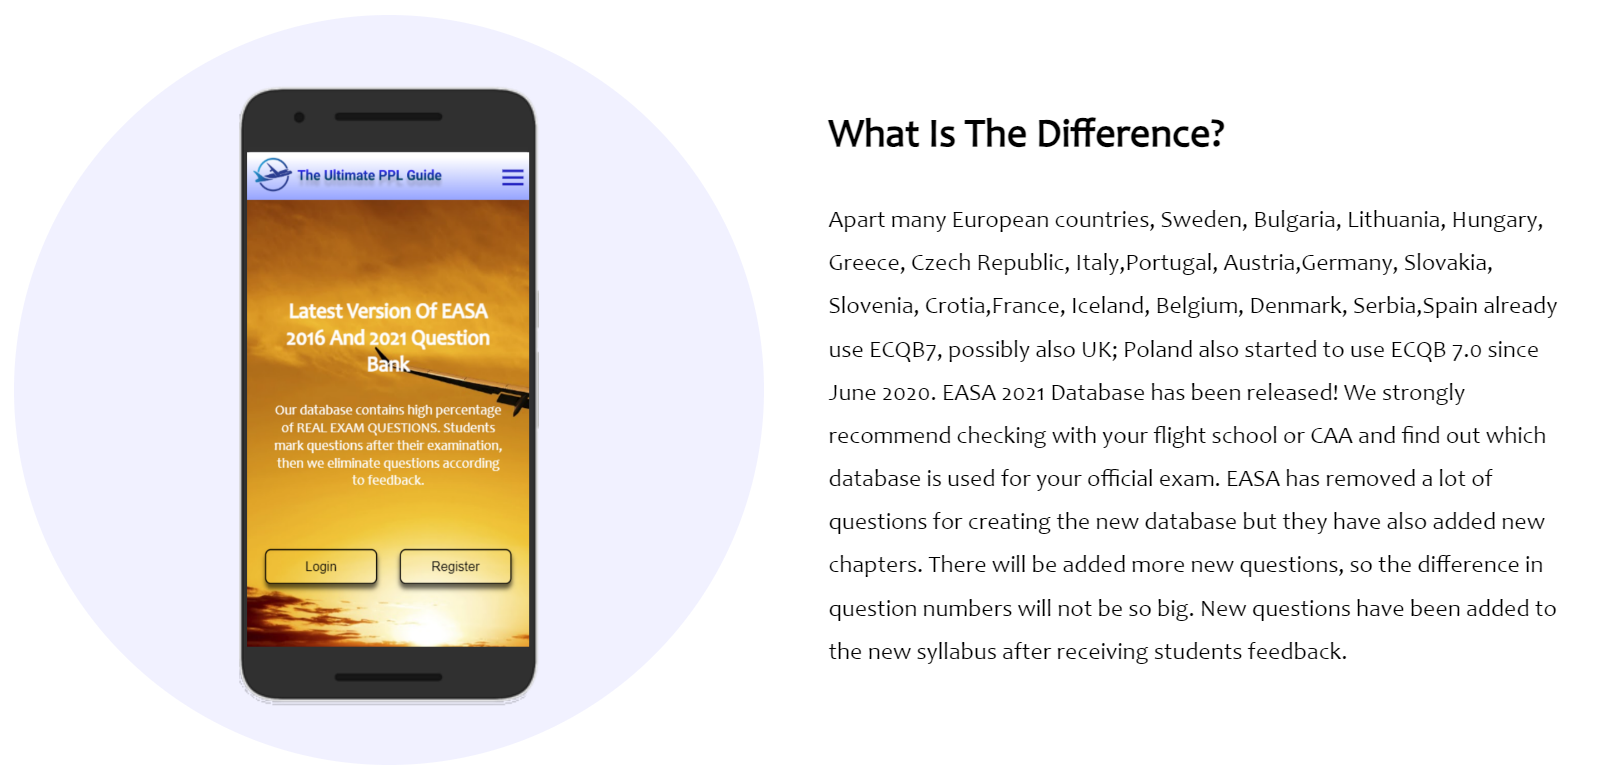 The Ultimate PPL Guide
Latest Version Of EASA
2016 And 2021 Question
Bank
Our database contains high percentage
of REAL EXAM QUESTIONS. Students
mark questions after their examination,
then we eliminate questions according
to feedback.
Login
Register
What Is The Difference?
Apart many European countries, Sweden, Bulgaria, Lithuania, Hungary,
Greece, Czech Republic, Italy,Portugal, Austria,Germany, Slovakia,
Slovenia, Crotia,France, Iceland, Belgium, Denmark, Serbia,Spain already
use ECQB7, possibly also UK; Poland also started to use ECQB 7.0 since
June 2020. EASA 2021 Database has been released! We strongly
recommend checking with your flight school or CAA and find out which
database is used for your official exam. EASA has removed a lot of
questions for creating the new database but they have also added new
chapters. There will be added more new questions, so the difference in
question numbers will not be so big. New questions have been added to
the new syllabus after receiving students feedback.